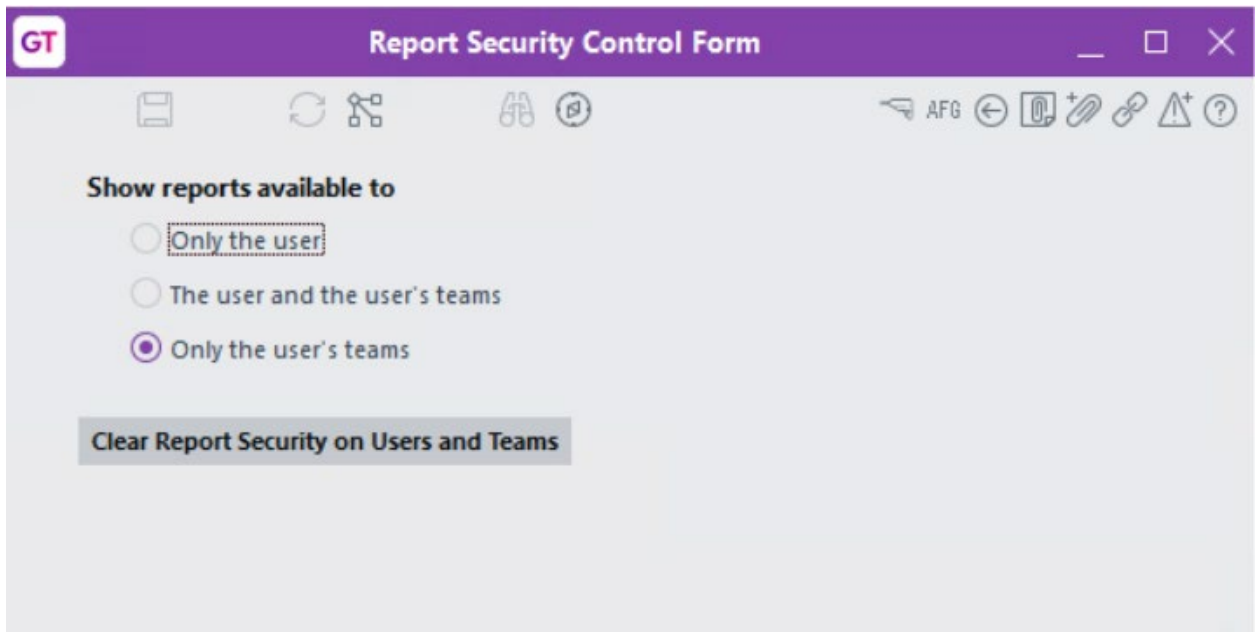 GT
Report Security Control Form
AFG
Show reports available to
Only the user
The user and the user's teams
Only the user's teams
Clear Report Security on Users and Teams